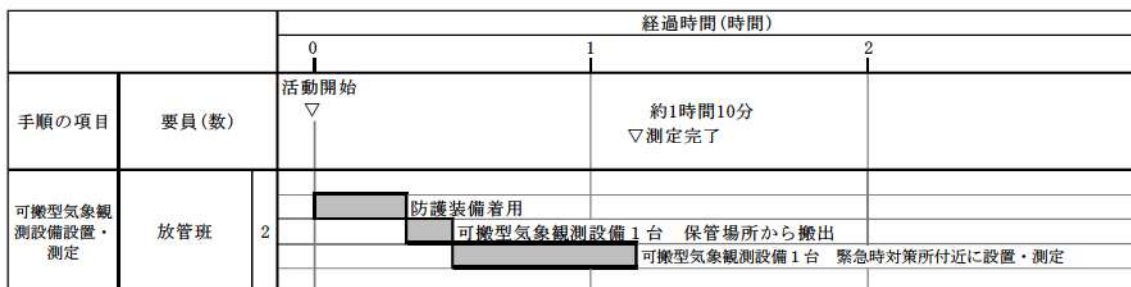 経過時間(時間)
0 1 2
手順の項目 要員(数)
活動開始
▽
約1時間10分
▽測定完了
可搬型気象観
測設備設置・
測定
放管班 2
防護装備着用
可搬型気象観測設備1台 保管場所から搬出
可搬型気象観測設備1台 緊急時対策所付近に設置・測定